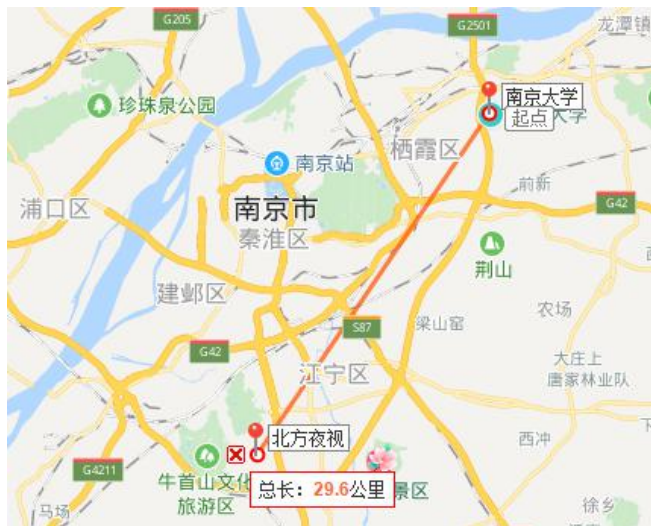 G205
G2501
龙潭镇
珍珠泉公园
南京大学
起点
大学
栖霞区
南京站
前新
G42
浦口区
南京市
秦淮区
荆山
建邺区
农场
S87
梁山窑
G42
大庄上
唐家林业队
江宁区
北方夜视
西冲
G4211
牛首山文化
旅游区
总长：29.6公里
景区
马场
徐乡